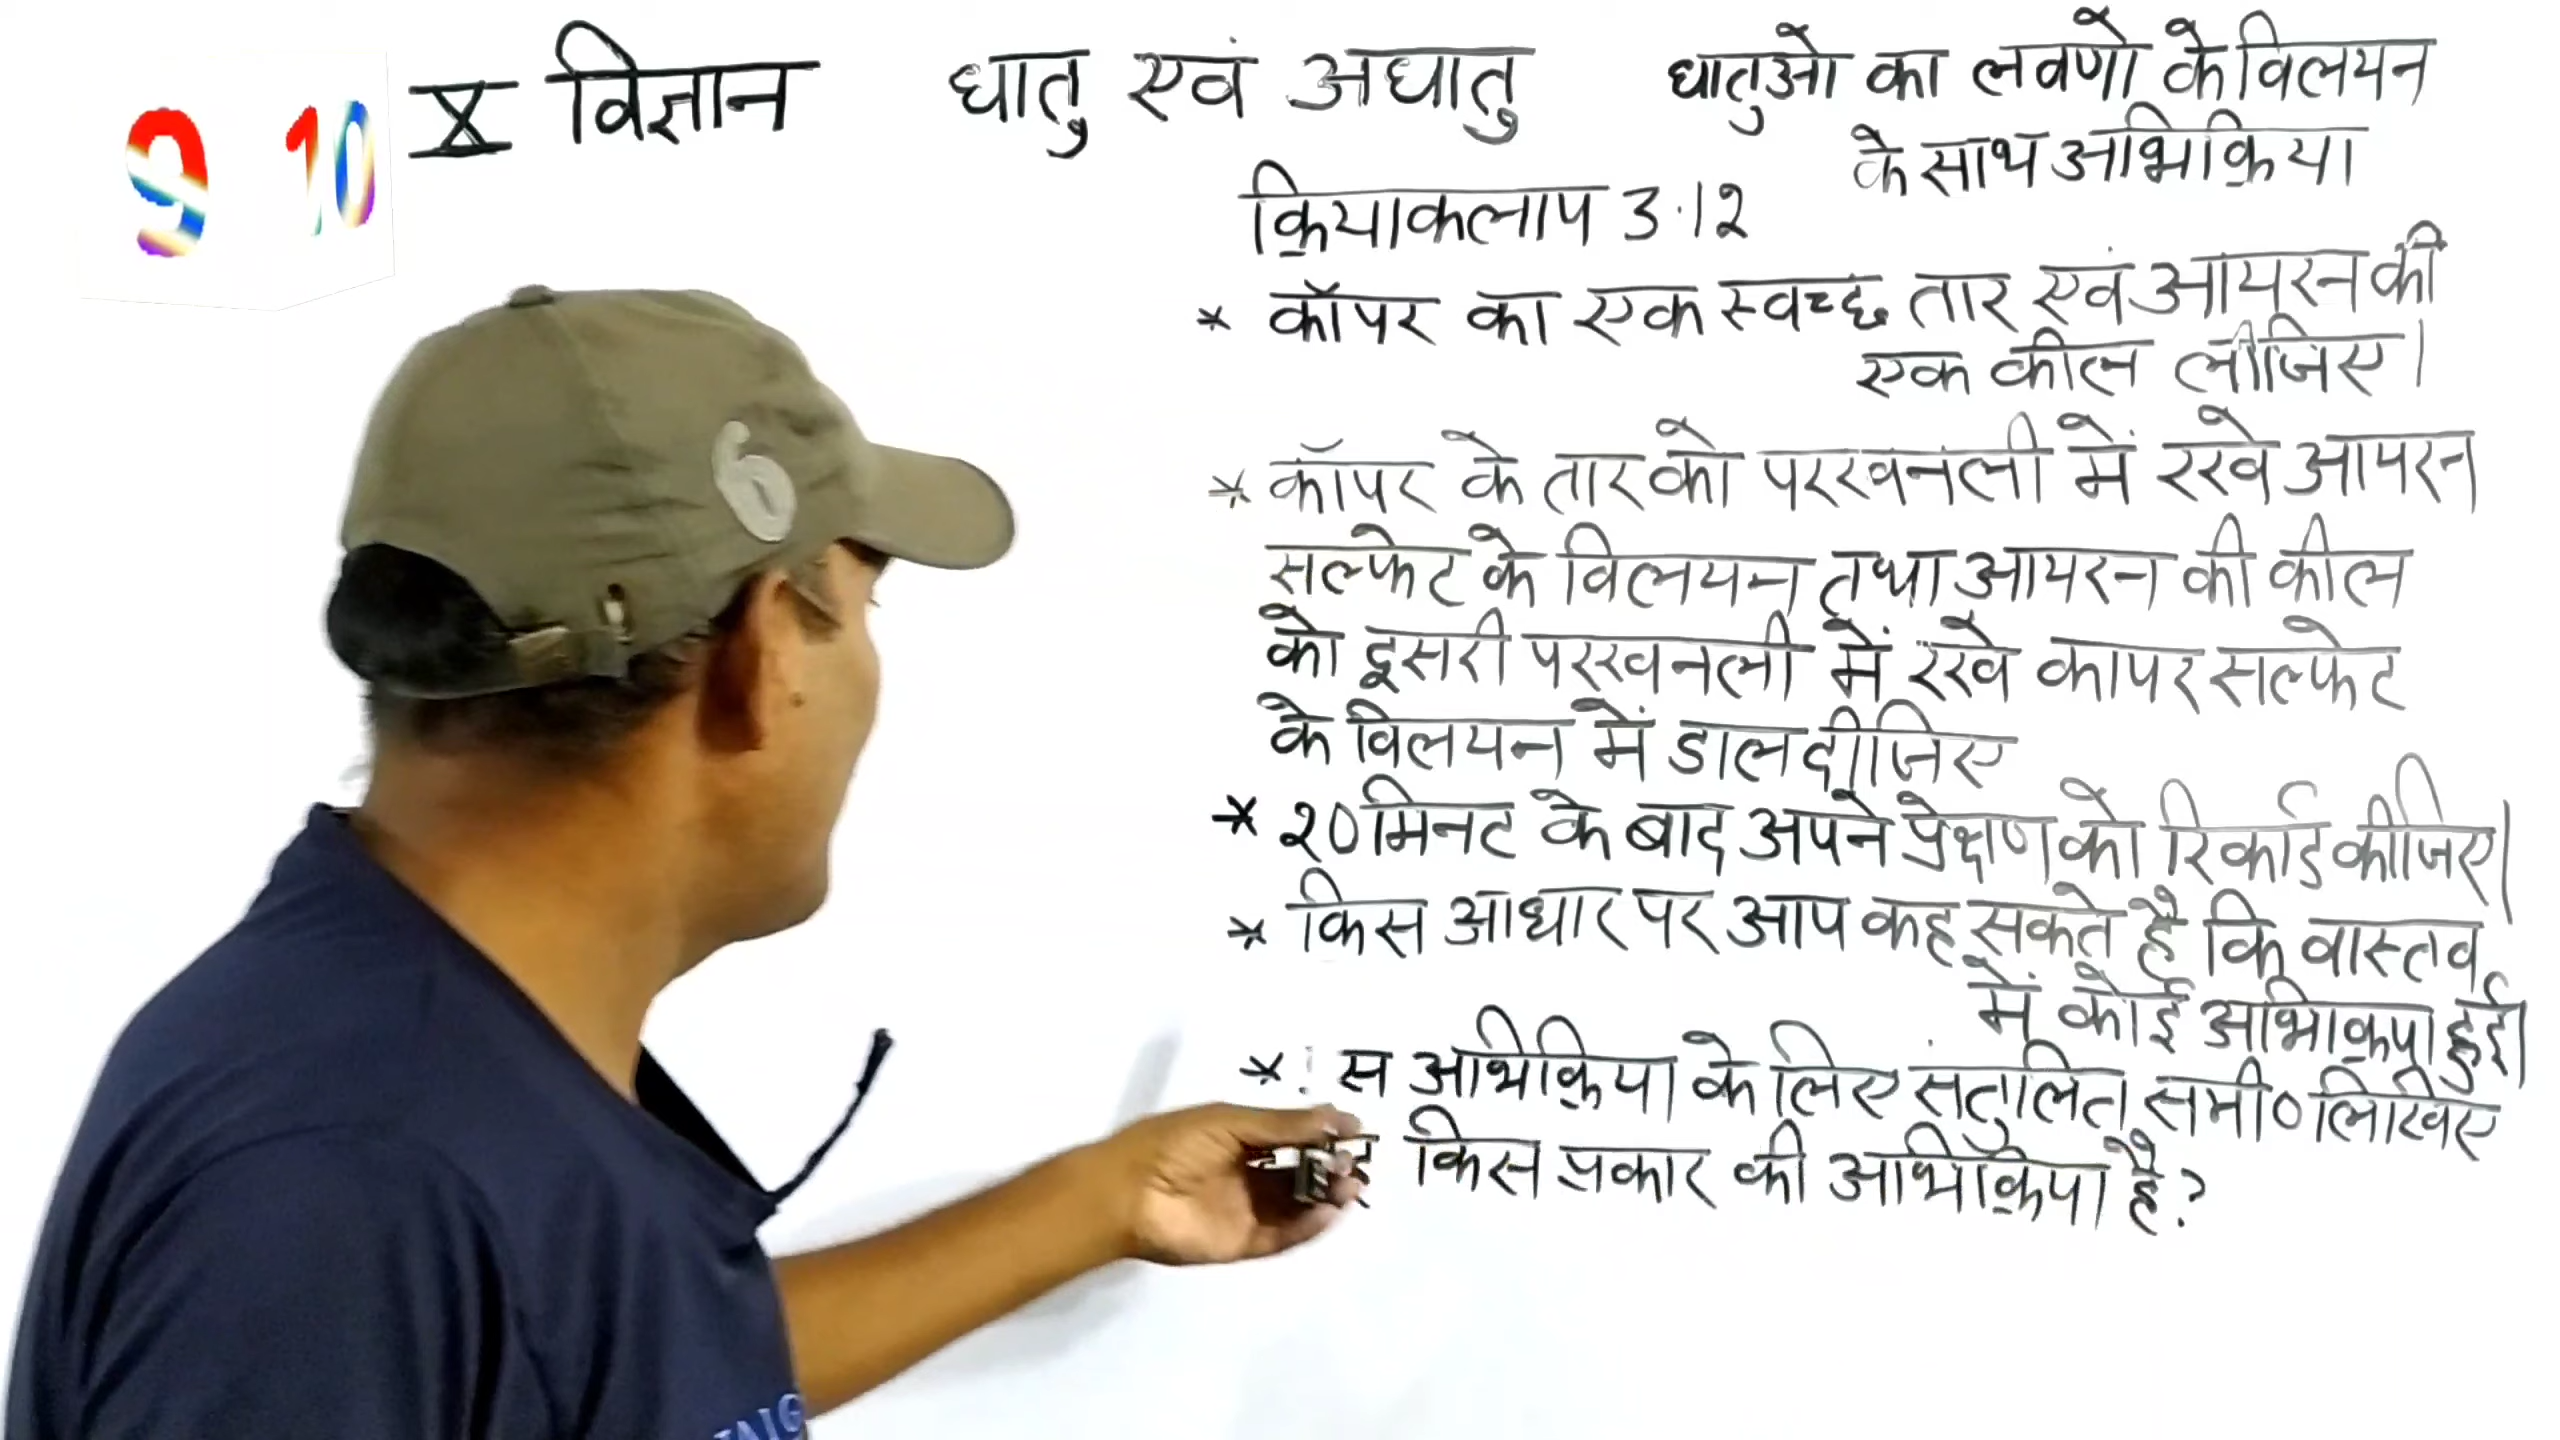 9 10
X विज्ञान धातु एवं अधातु
धातुओ का लवणो के विलयन
के साथ अभिक्रिया
क्रियाकलाप 3.12
* कॉपर का एक स्वच्छ तार एवं आयरन की
एक कील लीजिए।
* कॉपर के तार को परखनली में रखे आयरन
सल्फेट के विलयन तथा आयरन की कील
को दूसरी परखनली में रखे कापर सल्फेट
के विलयन में डाल दीजिए
* २0 मिनट के बाद अपने प्रेक्षण को रिकार्ड कीजिए।
* किस आधार पर आप कह सकते है कि वास्तव
में कोई अभिक्रिया हुई।
* स अभिक्रिया के लिए संतुलित समी० लिखिए
किस प्रकार की अभिक्रिया है?
6